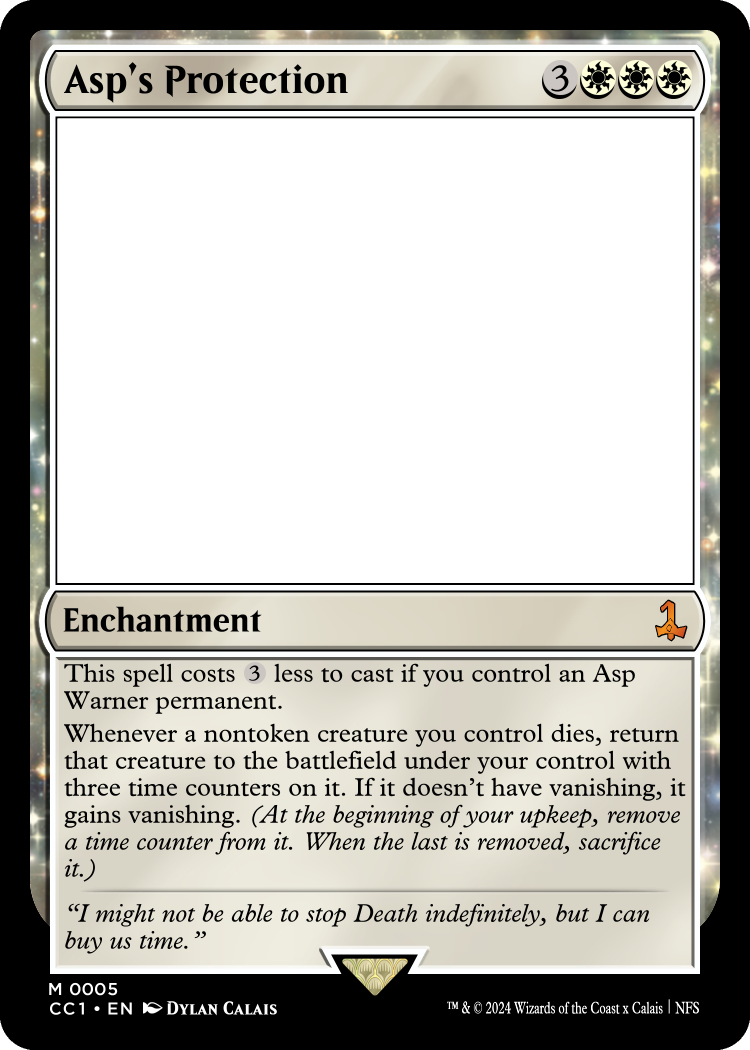 Asp's Protection 3
Enchantment
This spell costs 3 less to cast if you control an Asp
Warner permanent.
Whenever a nontoken creature you control dies, return
that creature to the battlefield under your control with
three time counters on it. If it doesn't have vanishing, it
gains vanishing. (At the beginning of your upkeep, remove
a time counter from it. When the last is removed, sacrifice
it.)
“I might not be able to stop Death indefinitely, but I can
buy us time.”
M 0005
CC1 • EN DYLAN CALAIS
™ & © 2024 Wizards of the Coast x Calais | NFS